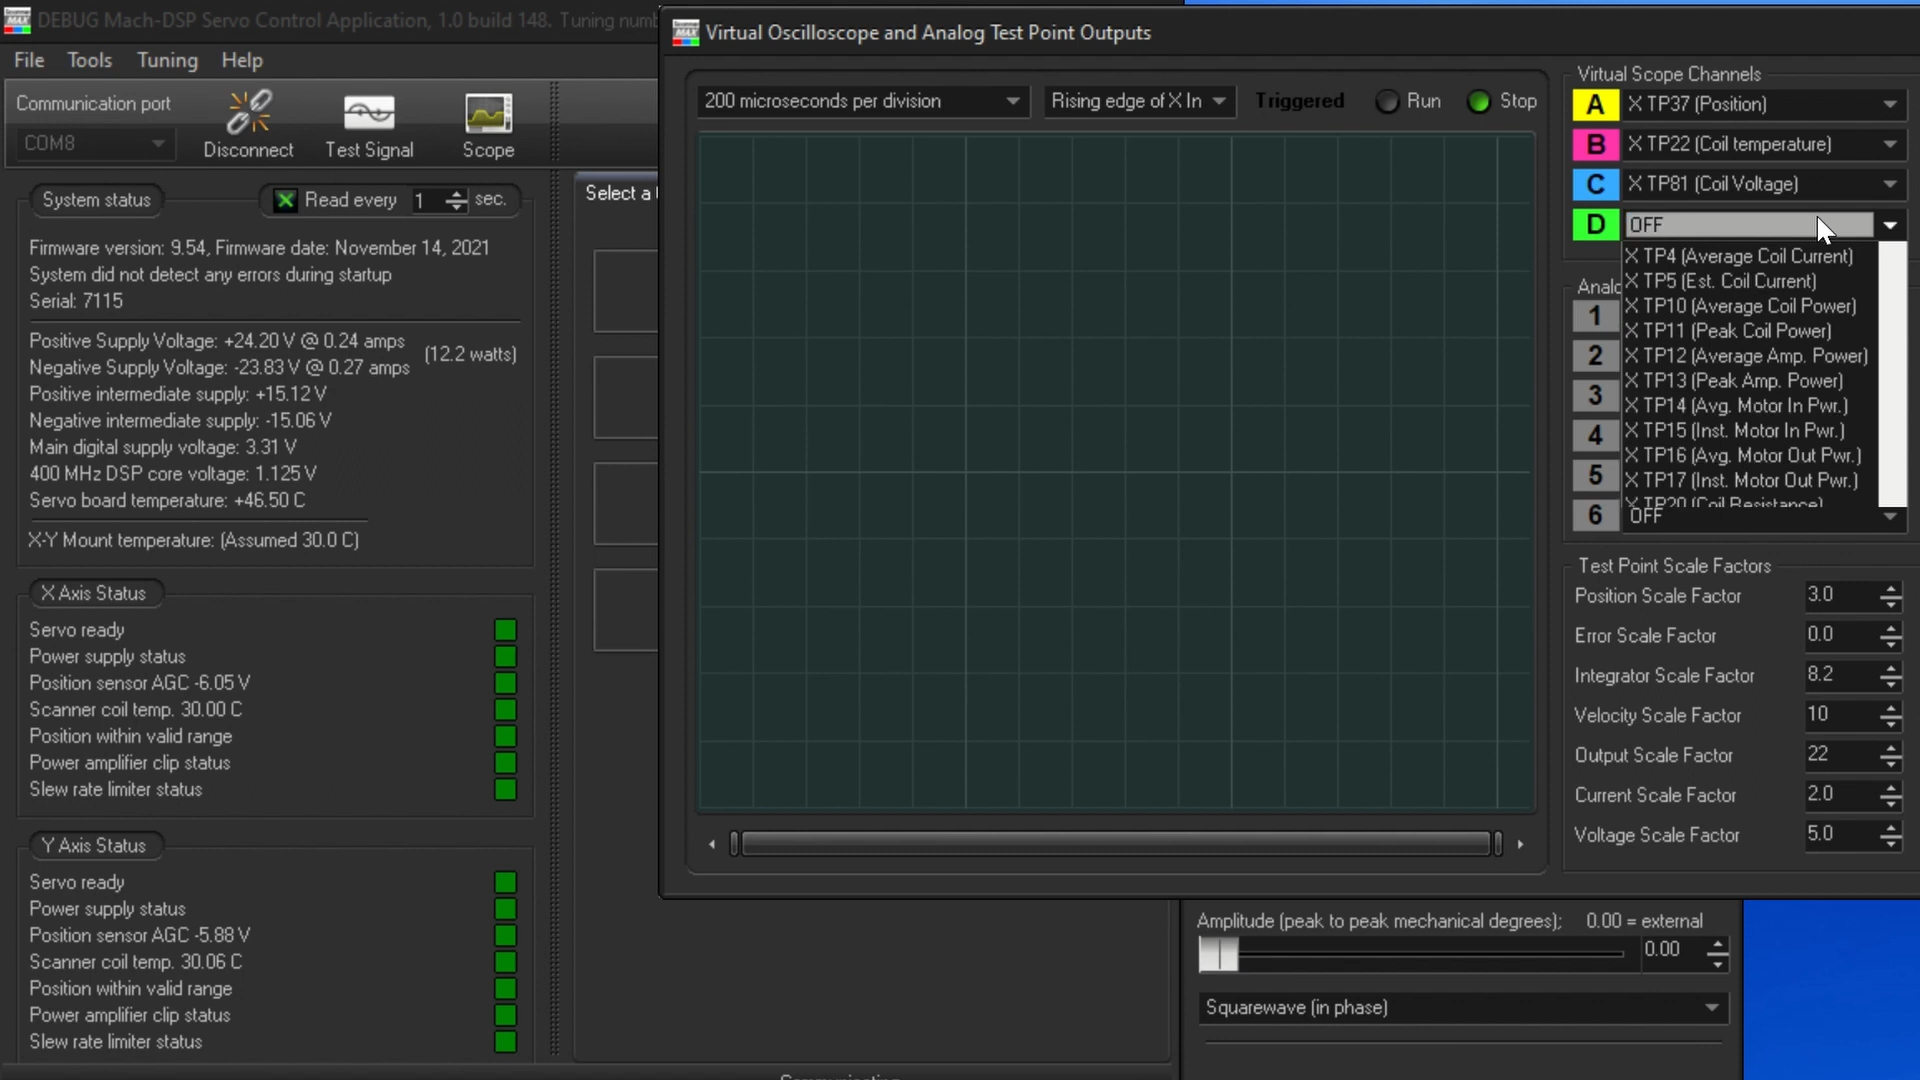 DEBUG Mach-DSP Servo Control Application, 1.0 build 148. Tuning
File Tools Tuning Help
Communication port
COM8
Disconnect
Test Signal
Scope
System status
Read every 1 sec.
Firmware version: 9.54, Firmware date: November 14, 2021
System did not detect any errors during startup
Serial: 7115
Positive Supply Voltage: +24.20 V @ 0.24 amps
(12.2 watts)
Negative Supply Voltage: -23.83 V @ 0.27 amps
Positive intermediate supply: +15.12 V
Negative intermediate supply: -15.06 V
Main digital supply voltage: 3.31 V
400 MHz DSP core voltage: 1.125 V
Servo board temperature: +46.50 C
X-Y Mount temperature: (Assumed 30.0 C)
X Axis Status
Servo ready
Power supply status
Position sensor AGC -6.05 V
Scanner coil temp. 30.00 C
Position within valid range
Power amplifier clip status
Slew rate limiter status
Y Axis Status
Servo ready
Power supply status
Position sensor AGC -5.88 V
Scanner coil temp. 30.06 C
Position within valid range
Power amplifier clip status
Slew rate limiter status
Select a
Virtual Oscilloscope and Analog Test Point Outputs
200 microseconds per division
Rising edge of X In
Triggered
Run
Stop
Virtual Scope Channels
A X TP37 (Position)
B X TP22 (Coil temperature)
C X TP81 (Coil Voltage)
D OFF
X TP4 (Average Coil Current)
X TP5 (Est. Coil Current)
X TP10 (Average Coil Power)
X TP11 (Peak Coil Power)
X TP12 (Average Amp. Power)
X TP13 (Peak Amp. Power)
X TP14 (Avg. Motor In Pwr.)
X TP15 (Inst. Motor In Pwr.)
X TP16 (Avg. Motor Out Pwr.)
X TP17 (Inst. Motor Out Pwr.)
X TP20 (Coil Resistance)
1
2
3
4
5
6 OFF
Test Point Scale Factors
Position Scale Factor 3.0
Error Scale Factor 0.0
Integrator Scale Factor 8.2
Velocity Scale Factor 10
Output Scale Factor 22
Current Scale Factor 2.0
Voltage Scale Factor 5.0
Amplitude (peak to peak mechanical degrees); 0.00 = external
0.00
Squarewave (in phase)